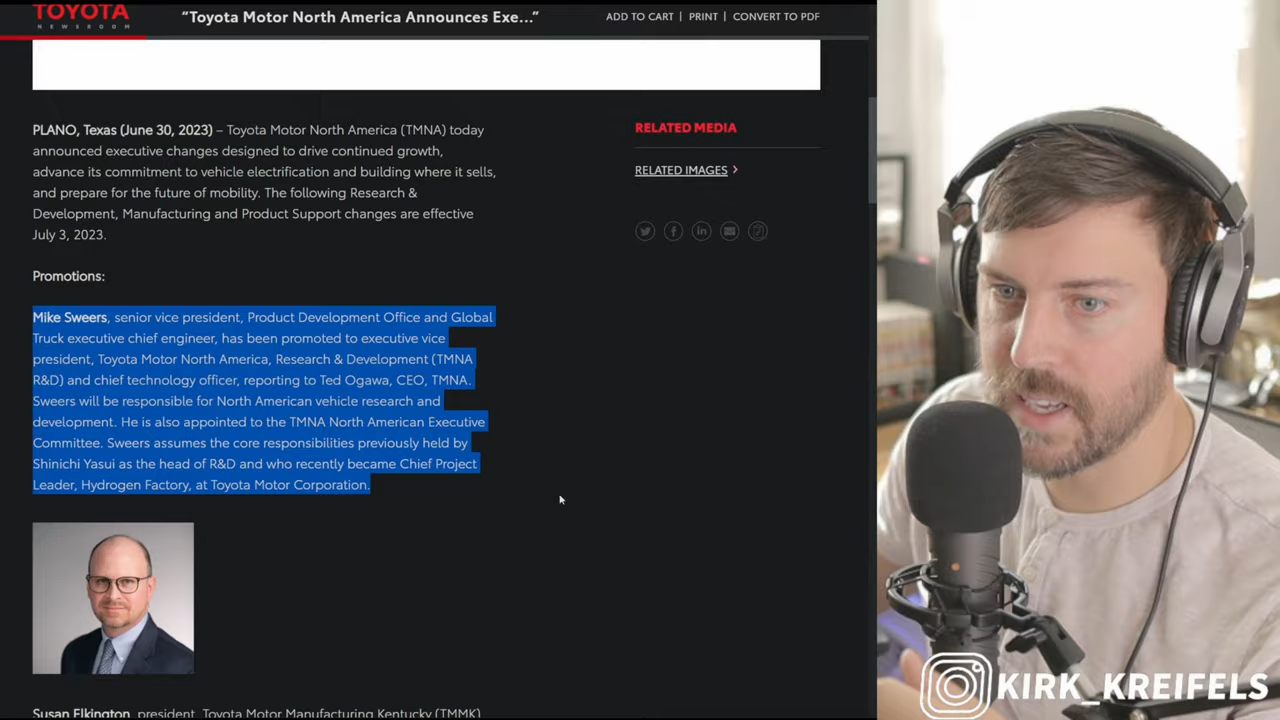 TOYOTA
NEWSROOM
“Toyota Motor North America Announces Exe...”
ADD TO CART | PRINT | CONVERT TO PDF
PLANO, Texas (June 30, 2023) – Toyota Motor North America (TMNA) today
announced executive changes designed to drive continued growth,
advance its commitment to vehicle electrification and building where it sells,
and prepare for the future of mobility. The following Research &
Development, Manufacturing and Product Support changes are effective
July 3, 2023.
RELATED MEDIA
RELATED IMAGES
Promotions:
Mike Sweers, senior vice president, Product Development Office and Global
Truck executive chief engineer, has been promoted to executive vice
president, Toyota Motor North America, Research & Development (TMNA
R&D) and chief technology officer, reporting to Ted Ogawa, CEO, TMNA.
Sweers will be responsible for North American vehicle research and
development. He is also appointed to the TMNA North American Executive
Committee. Sweers assumes the core responsibilities previously held by
Shinichi Yasui as the head of R&D and who recently became Chief Project
Leader, Hydrogen Factory, at Toyota Motor Corporation.
Susan Elkington, president, Toyota Motor Manufacturing Kentucky (TMMK)
KIRK_KREIFELS